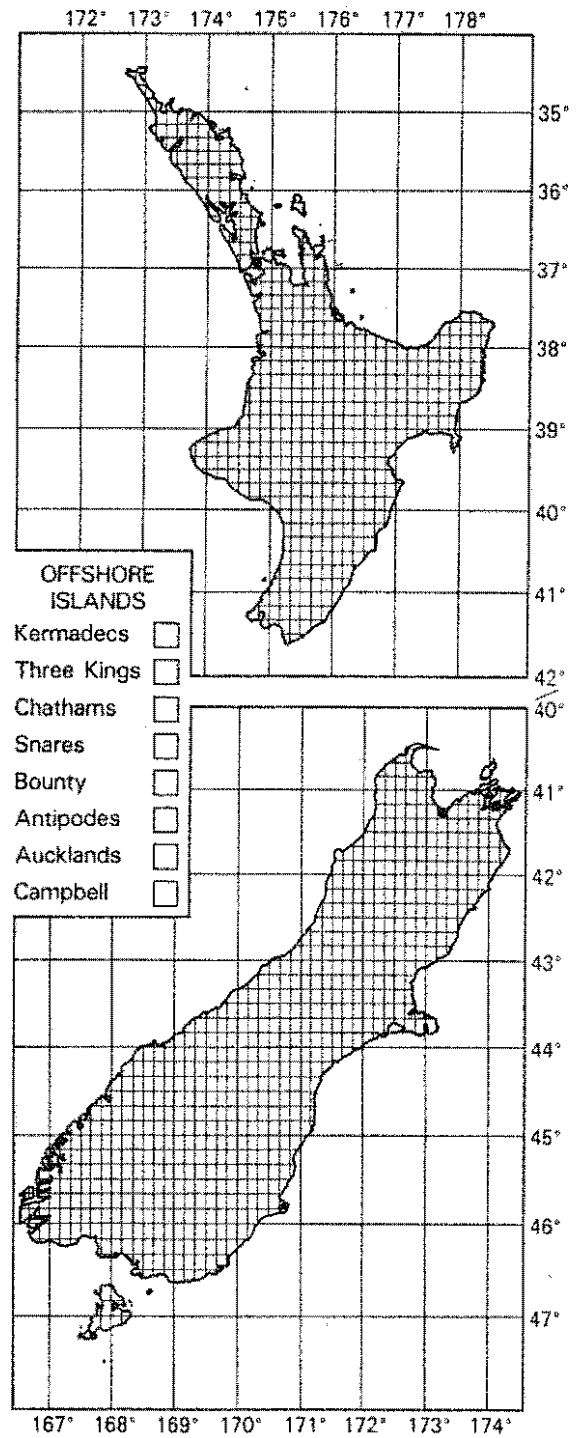 172° 173° 174° 175° 176° 177° 178°
35°
36°
37°
38°
39°
40°
41°
42°
OFFSHORE
ISLANDS
Kermadecs
Three Kings
Chathams
Snares
Bounty
Antipodes
Aucklands
Campbell
40°
41°
42°
43°
44°
45°
46°
47°
167° 168° 169° 170° 171° 172° 173° 174°